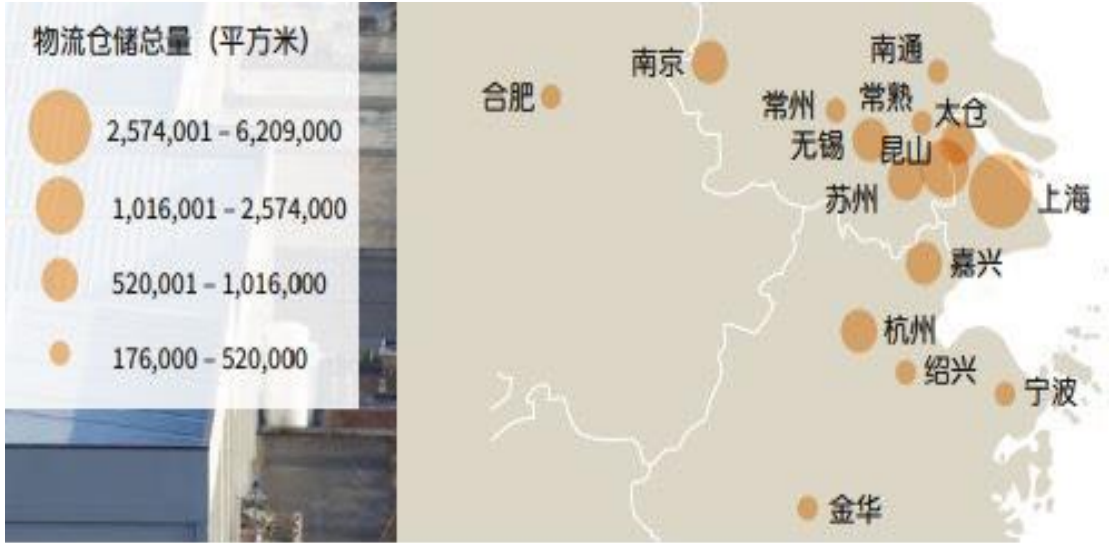 物流仓储总量（平方米）
2,574,001 – 6,209,000
1,016,001 – 2,574,000
520,001 – 1,016,000
176,000 – 520,000
南京
南通
合肥
常州
常熟
太仓
无锡
昆山
苏州
上海
嘉兴
杭州
绍兴
宁波
金华